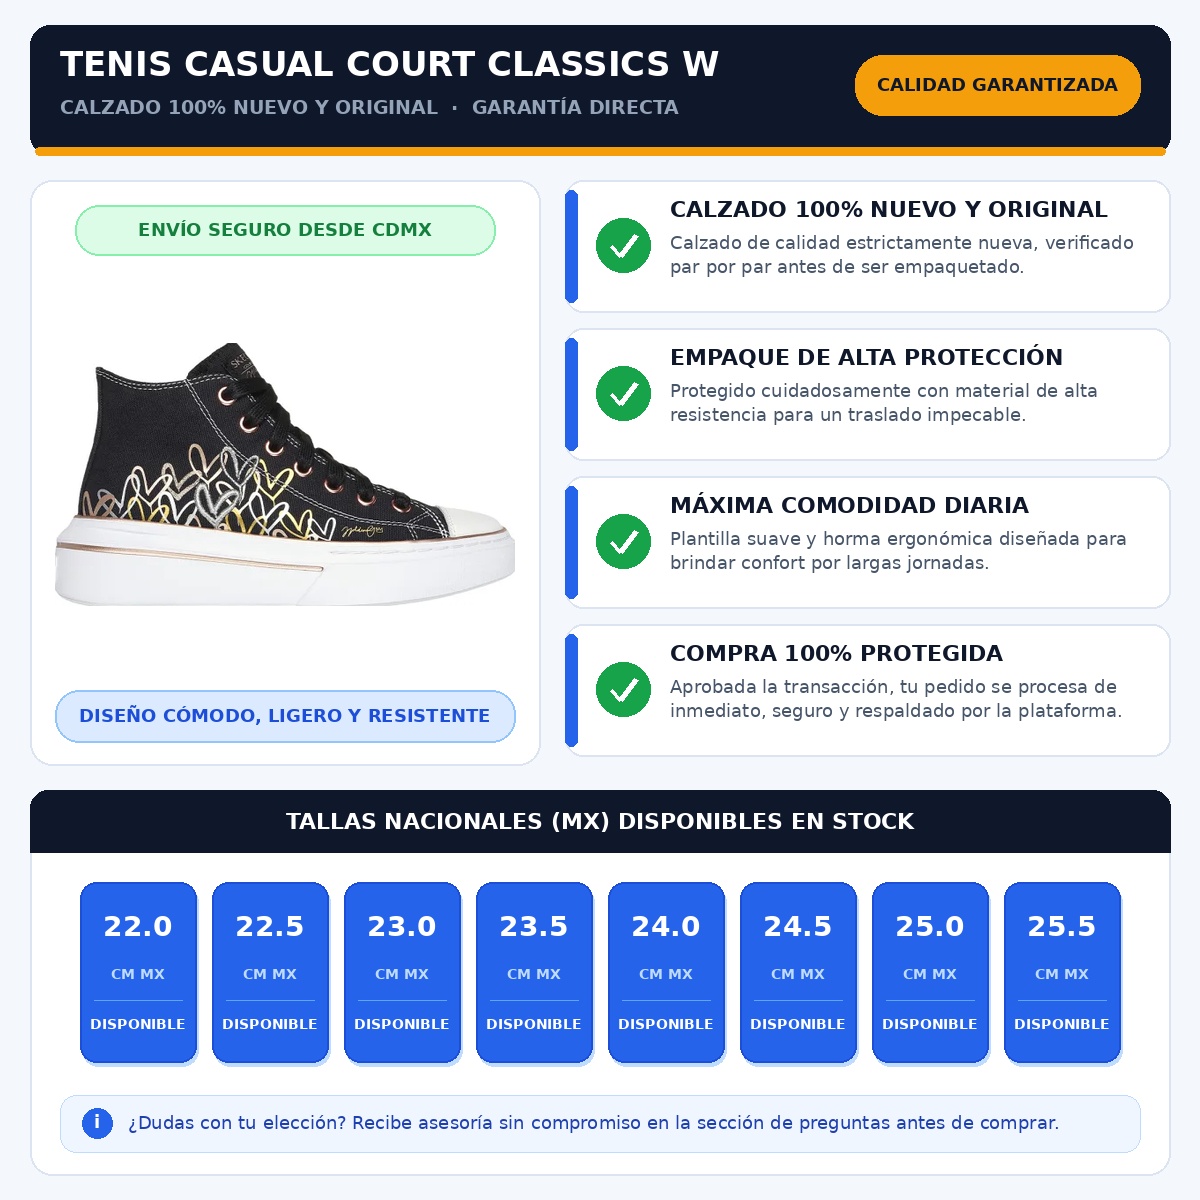 TENIS CASUAL COURT CLASSICS W
CALZADO 100% NUEVO Y ORIGINAL · GARANTÍA DIRECTA
CALIDAD GARANTIZADA
ENVÍO SEGURO DESDE CDMX
DISEÑO CÓMODO, LIGERO Y RESISTENTE
CALZADO 100% NUEVO Y ORIGINAL
Calzado de calidad estrictamente nueva, verificado
par por par antes de ser empaquetado.
EMPAQUE DE ALTA PROTECCIÓN
Protegido cuidadosamente con material de alta
resistencia para un traslado impecable.
MÁXIMA COMODIDAD DIARIA
Plantilla suave y horma ergonómica diseñada para
brindar confort por largas jornadas.
COMPRA 100% PROTEGIDA
Aprobada la transacción, tu pedido se procesa de
inmediato, seguro y respaldado por la plataforma.
TALLAS NACIONALES (MX) DISPONIBLES EN STOCK
22.0 22.5 23.0 23.5 24.0 24.5 25.0 25.5
CM MX CM MX CM MX CM MX CM MX CM MX CM MX CM MX
DISPONIBLE DISPONIBLE DISPONIBLE DISPONIBLE DISPONIBLE DISPONIBLE DISPONIBLE DISPONIBLE
i ¿Dudas con tu elección? Recibe asesoría sin compromiso en la sección de preguntas antes de comprar.